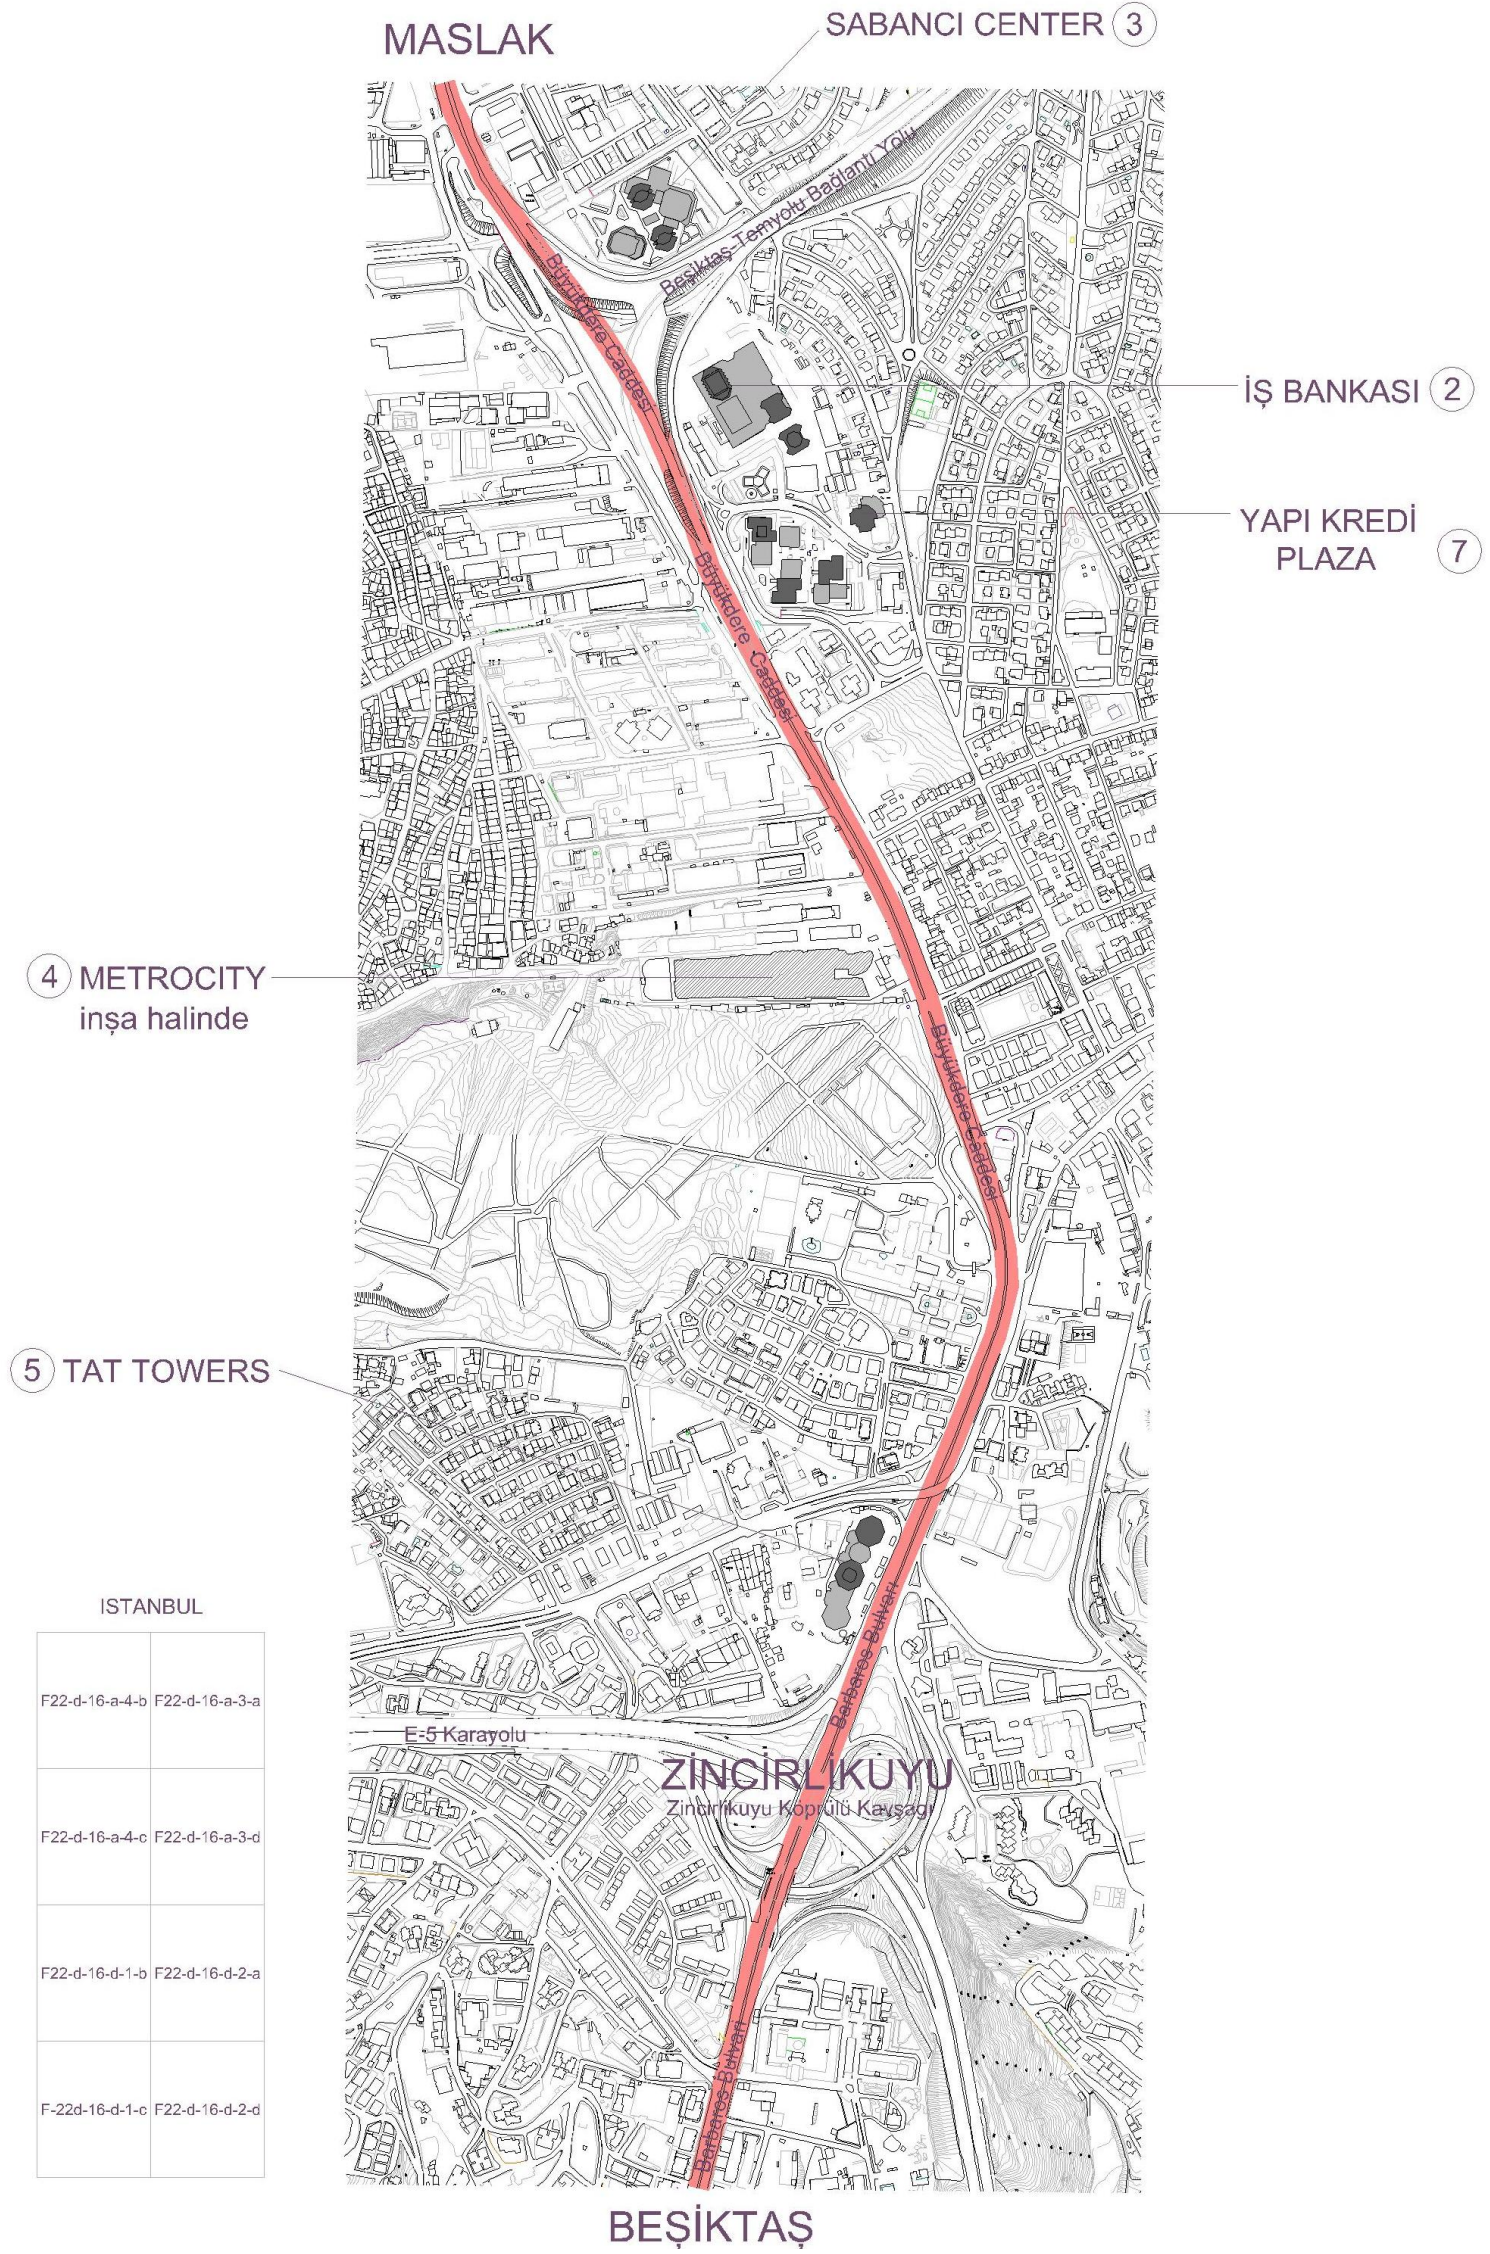 MASLAK
SABANCI CENTER 3
Beşiktaş-Temyolu Bağlantı Yolu
Büyükdere Caddesi
İŞ BANKASI 2
YAPI KREDİ
PLAZA
7
Büyükdere Caddesi
4 METROCITY
inşa halinde
Büyükdere Caddesi
5 TAT TOWERS
Barbaros Bulvarı
E-5 Karayolu
ZİNCİRLİKUYU
Zincirlikuyu Köprülü Kavşağı
Barbaros Bulvarı
ISTANBUL
F22-d-16-a-4-b F22-d-16-a-3-a
F22-d-16-a-4-c F22-d-16-a-3-d
F22-d-16-d-1-b F22-d-16-d-2-a
F-22d-16-d-1-c F22-d-16-d-2-d
BEŞİKTAŞ